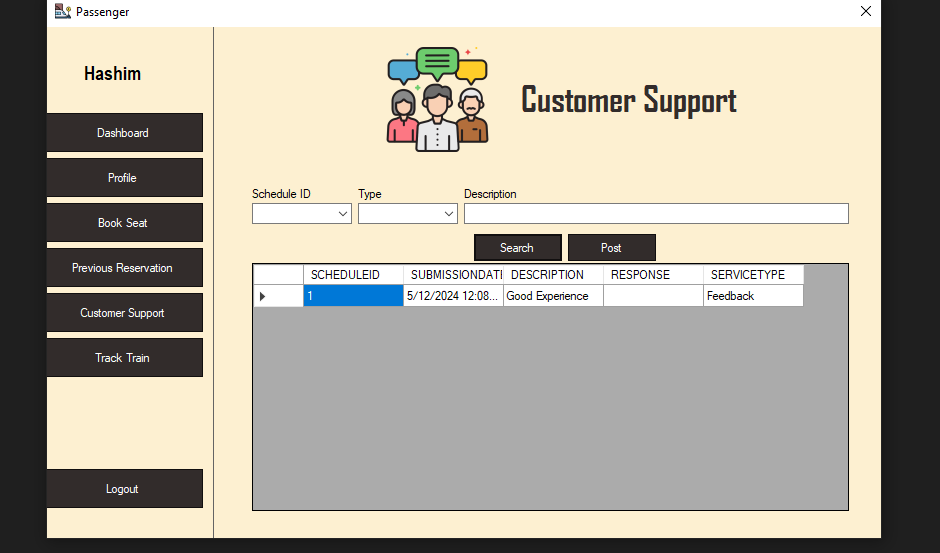 Passenger
Hashim
Dashboard
Profile
Book Seat
Previous Reservation
Customer Support
Track Train
Logout
Customer Support
Schedule ID Type Description
Search Post
SCHEDULEID SUBMISSIONDATI DESCRIPTION RESPONSE SERVICETYPE
1 5/12/2024 12:08... Good Experience Feedback